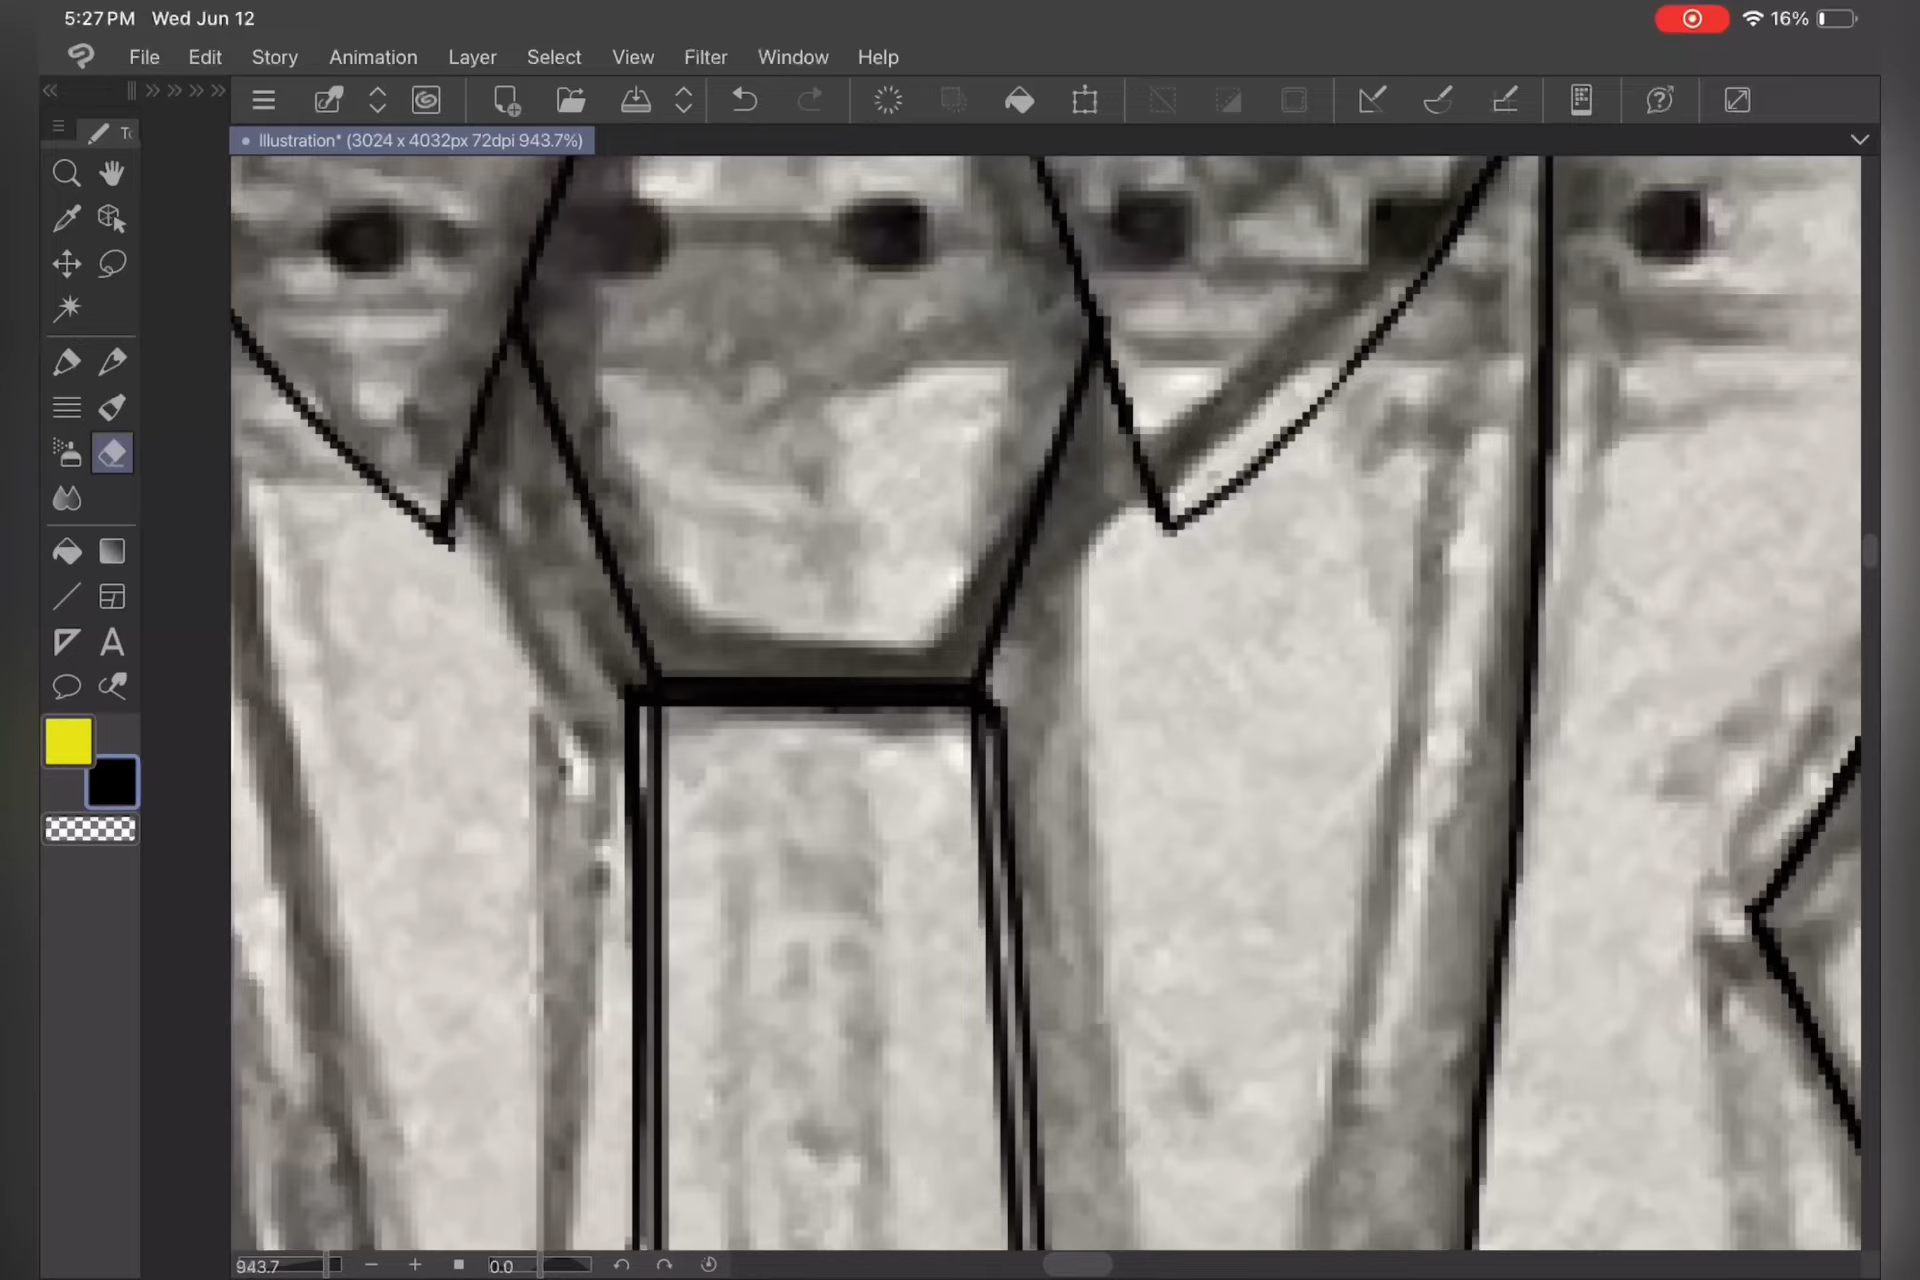 5:27 PM Wed Jun 12
16%
File Edit Story Animation Layer Select View Filter Window Help
Illustration* (3024 x 4032px 72dpi 943.7%)
943.7
0.0